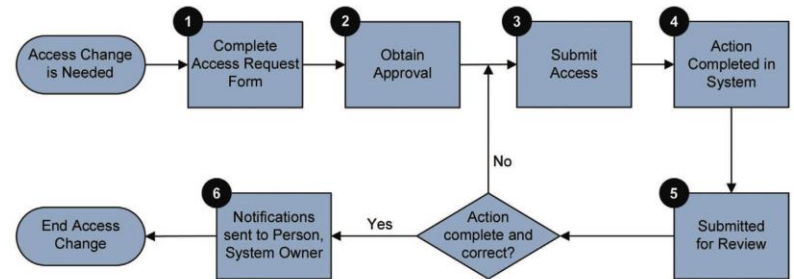 Access Change
is Needed
1
Complete
Access Request
Form
2
Obtain
Approval
3
Submit
Access
4
Action
Completed in
System
No
5
Submitted
for Review
Action
complete and
correct?
Yes
6
Notifications
sent to Person,
System Owner
End Access
Change